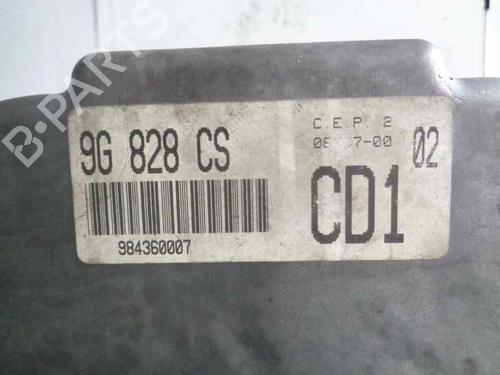 B-PARTS
9G 828 CS
C.E.P 2
02
CD1
984360007